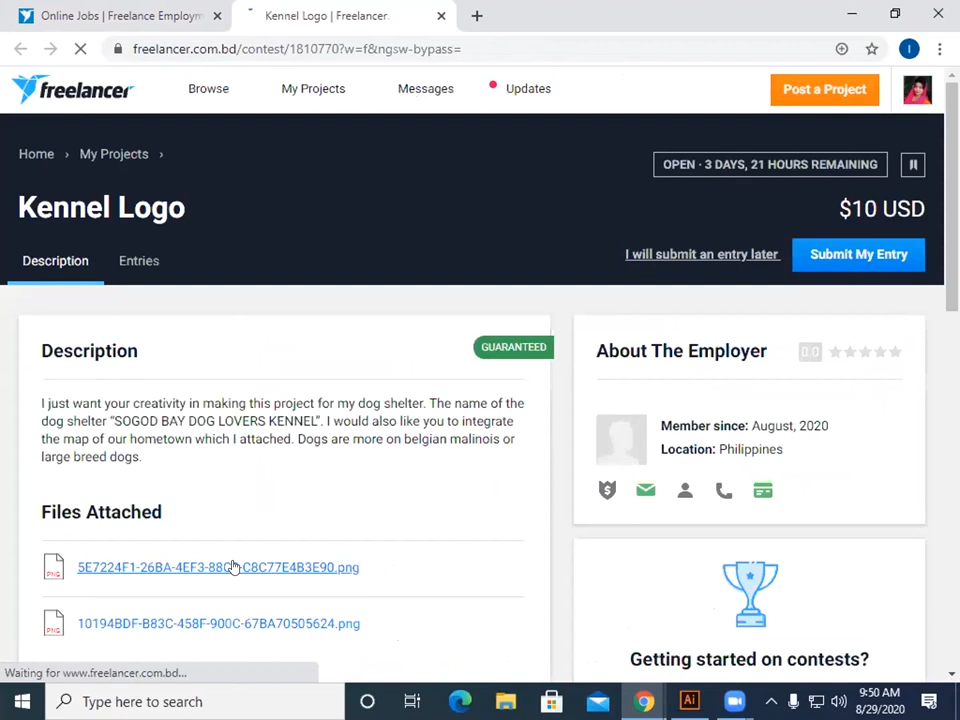 Online Jobs | Freelance Employm
Kennel Logo | Freelancer
freelancer.com.bd/contest/1810770?w=f&ngsw-bypass=
I
freelancer
Browse
My Projects
Messages
Updates
Post a Project
Home › My Projects ›
OPEN · 3 DAYS, 21 HOURS REMAINING
Kennel Logo
$10 USD
Description
Entries
I will submit an entry later
Submit My Entry
Description
GUARANTEED
I just want your creativity in making this project for my dog shelter. The name of the
dog shelter “SOGOD BAY DOG LOVERS KENNEL”. I would also like you to integrate
the map of our hometown which I attached. Dogs are more on belgian malinois or
large breed dogs.
Files Attached
PNG
PNG
10194BDF-B83C-458F-900C-67BA70505624.png
About The Employer
0.0
Member since: August, 2020
Location: Philippines
Getting started on contests?
Waiting for www.freelancer.com.bd...
Type here to search
Ai
9:50 AM
8/29/2020